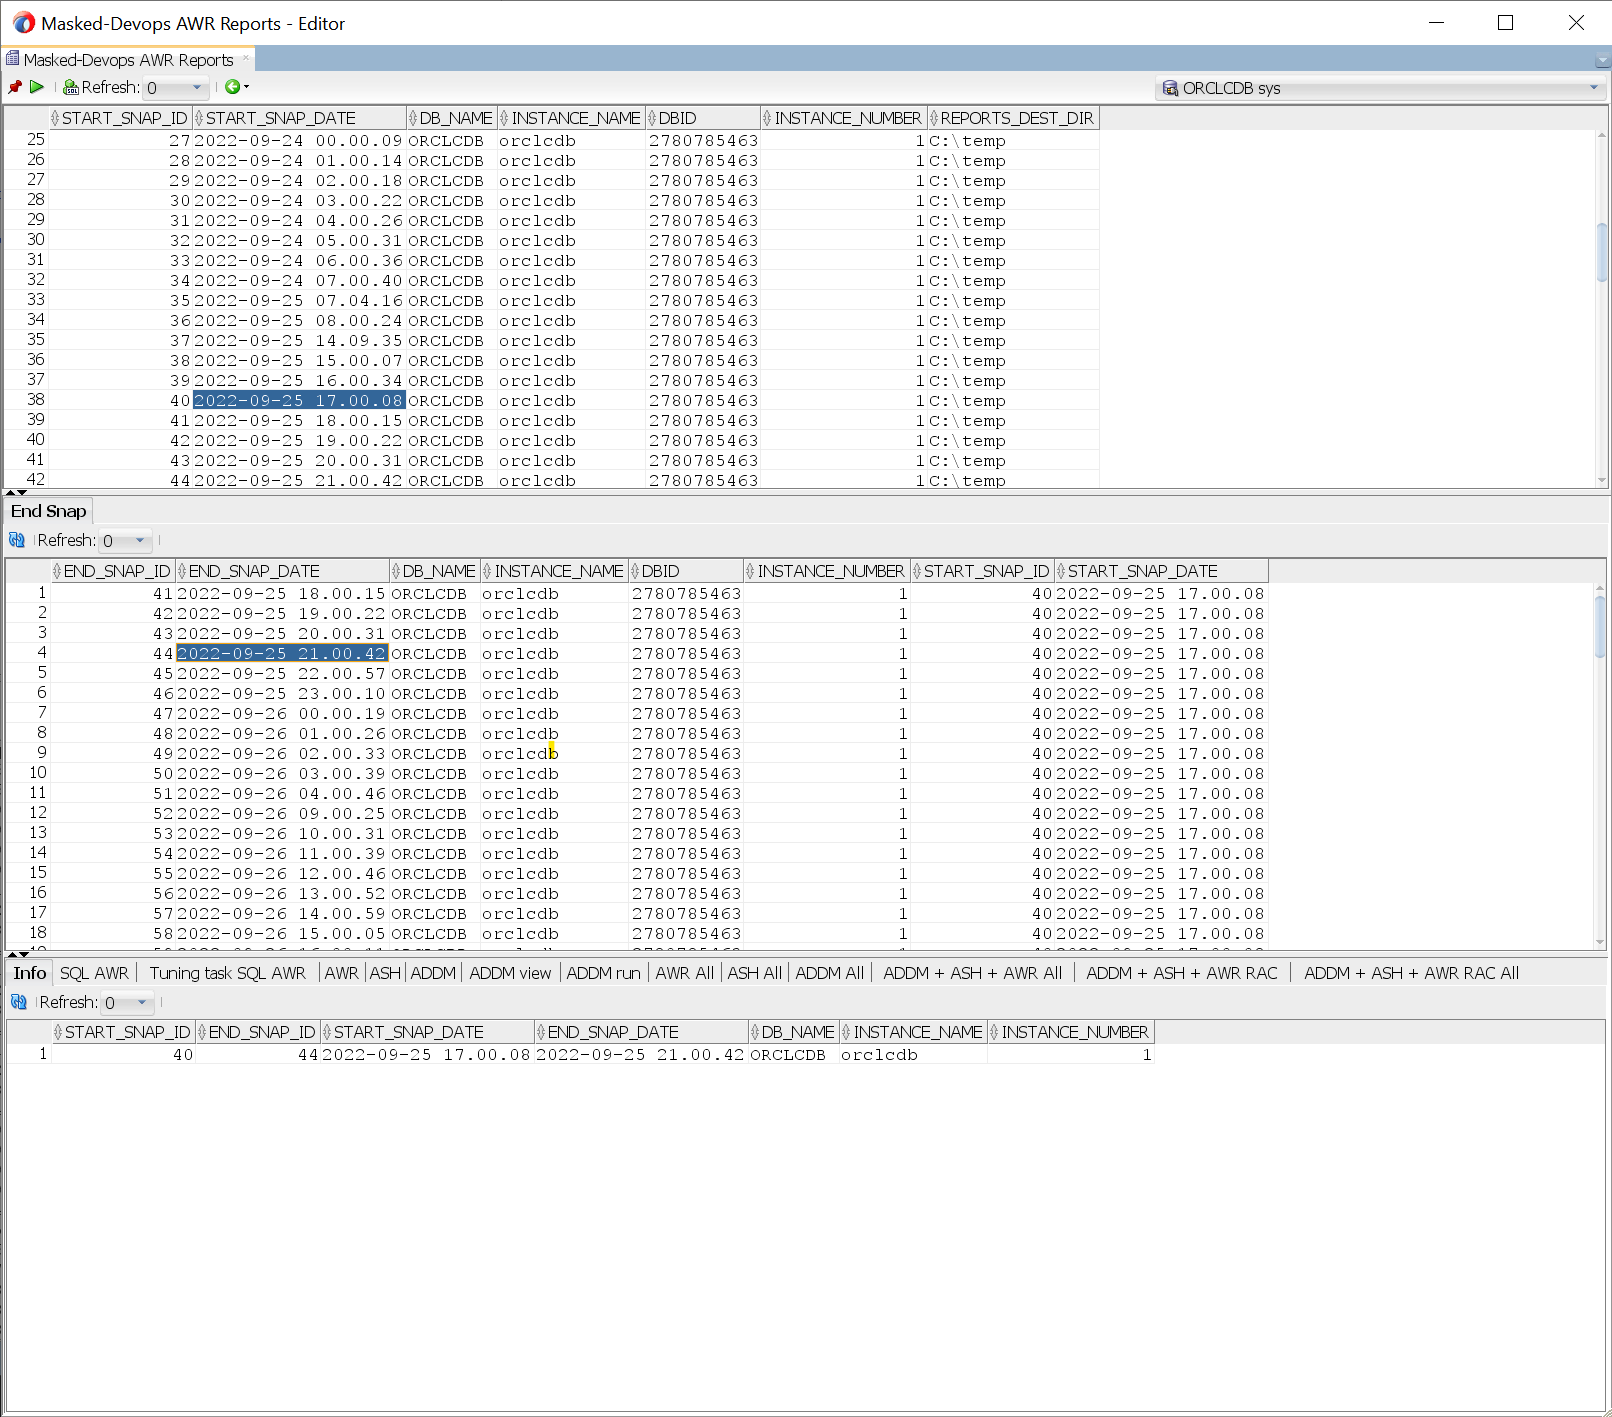 Masked-Devops AWR Reports - Editor
Masked-Devops AWR Reports
Refresh: 0 ORCLCDB sys
START_SNAP_ID START_SNAP_DATE DB_NAME INSTANCE_NAME DBID INSTANCE_NUMBER REPORTS_DEST_DIR
25 27 2022-09-24 00.00.09 ORCLCDB orclcdb 2780785463 1 C:\temp
26 28 2022-09-24 01.00.14 ORCLCDB orclcdb 2780785463 1 C:\temp
27 29 2022-09-24 02.00.18 ORCLCDB orclcdb 2780785463 1 C:\temp
28 30 2022-09-24 03.00.22 ORCLCDB orclcdb 2780785463 1 C:\temp
29 31 2022-09-24 04.00.26 ORCLCDB orclcdb 2780785463 1 C:\temp
30 32 2022-09-24 05.00.31 ORCLCDB orclcdb 2780785463 1 C:\temp
31 33 2022-09-24 06.00.36 ORCLCDB orclcdb 2780785463 1 C:\temp
32 34 2022-09-24 07.00.40 ORCLCDB orclcdb 2780785463 1 C:\temp
33 35 2022-09-25 07.04.16 ORCLCDB orclcdb 2780785463 1 C:\temp
34 36 2022-09-25 08.00.24 ORCLCDB orclcdb 2780785463 1 C:\temp
35 37 2022-09-25 14.09.35 ORCLCDB orclcdb 2780785463 1 C:\temp
36 38 2022-09-25 15.00.07 ORCLCDB orclcdb 2780785463 1 C:\temp
37 39 2022-09-25 16.00.34 ORCLCDB orclcdb 2780785463 1 C:\temp
38 40 2022-09-25 17.00.08 ORCLCDB orclcdb 2780785463 1 C:\temp
39 41 2022-09-25 18.00.15 ORCLCDB orclcdb 2780785463 1 C:\temp
40 42 2022-09-25 19.00.22 ORCLCDB orclcdb 2780785463 1 C:\temp
41 43 2022-09-25 20.00.31 ORCLCDB orclcdb 2780785463 1 C:\temp
42 44 2022-09-25 21.00.42 ORCLCDB orclcdb 2780785463 1 C:\temp
End Snap
Refresh: 0
END_SNAP_ID END_SNAP_DATE DB_NAME INSTANCE_NAME DBID INSTANCE_NUMBER START_SNAP_ID START_SNAP_DATE
1 41 2022-09-25 18.00.15 ORCLCDB orclcdb 2780785463 1 40 2022-09-25 17.00.08
2 42 2022-09-25 19.00.22 ORCLCDB orclcdb 2780785463 1 40 2022-09-25 17.00.08
3 43 2022-09-25 20.00.31 ORCLCDB orclcdb 2780785463 1 40 2022-09-25 17.00.08
4 44 2022-09-25 21.00.42 ORCLCDB orclcdb 2780785463 1 40 2022-09-25 17.00.08
5 45 2022-09-25 22.00.57 ORCLCDB orclcdb 2780785463 1 40 2022-09-25 17.00.08
6 46 2022-09-25 23.00.10 ORCLCDB orclcdb 2780785463 1 40 2022-09-25 17.00.08
7 47 2022-09-26 00.00.19 ORCLCDB orclcdb 2780785463 1 40 2022-09-25 17.00.08
8 48 2022-09-26 01.00.26 ORCLCDB orclcdb 2780785463 1 40 2022-09-25 17.00.08
9 49 2022-09-26 02.00.33 ORCLCDB orclcdb 2780785463 1 40 2022-09-25 17.00.08
10 50 2022-09-26 03.00.39 ORCLCDB orclcdb 2780785463 1 40 2022-09-25 17.00.08
11 51 2022-09-26 04.00.46 ORCLCDB orclcdb 2780785463 1 40 2022-09-25 17.00.08
12 52 2022-09-26 09.00.25 ORCLCDB orclcdb 2780785463 1 40 2022-09-25 17.00.08
13 53 2022-09-26 10.00.31 ORCLCDB orclcdb 2780785463 1 40 2022-09-25 17.00.08
14 54 2022-09-26 11.00.39 ORCLCDB orclcdb 2780785463 1 40 2022-09-25 17.00.08
15 55 2022-09-26 12.00.46 ORCLCDB orclcdb 2780785463 1 40 2022-09-25 17.00.08
16 56 2022-09-26 13.00.52 ORCLCDB orclcdb 2780785463 1 40 2022-09-25 17.00.08
17 57 2022-09-26 14.00.59 ORCLCDB orclcdb 2780785463 1 40 2022-09-25 17.00.08
18 58 2022-09-26 15.00.05 ORCLCDB orclcdb 2780785463 1 40 2022-09-25 17.00.08
Info SQL AWR Tuning task SQL AWR AWR ASH ADDM ADDM view ADDM run AWR All ASH All ADDM All ADDM + ASH + AWR All ADDM + ASH + AWR RAC ADDM + ASH + AWR RAC All
Refresh: 0
START_SNAP_ID END_SNAP_ID START_SNAP_DATE END_SNAP_DATE DB_NAME INSTANCE_NAME INSTANCE_NUMBER
1 40 44 2022-09-25 17.00.08 2022-09-25 21.00.42 ORCLCDB orclcdb 1